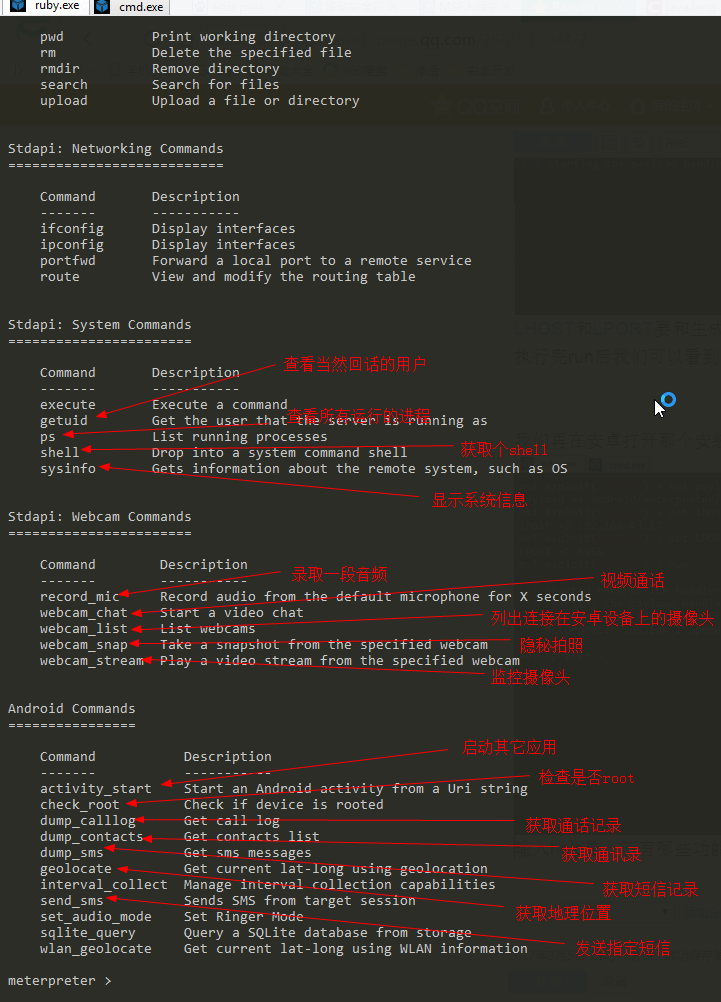 ruby.exe cmd.exe
pwd Print working directory
rm Delete the specified file
rmdir Remove directory
search Search for files
upload Upload a file or directory
Stdapi: Networking Commands
===========================
Command Description
------- -----------
ifconfig Display interfaces
ipconfig Display interfaces
portfwd Forward a local port to a remote service
route View and modify the routing table
Stdapi: System Commands
=======================
查看当然回话的用户
Command Description
------- -----------
execute Execute a command
查看所有运行的进程
getuid Get the user that the server is running as
ps List running processes
shell Drop into a system command shell
获取个shell
sysinfo Gets information about the remote system, such as OS
显示系统信息
Stdapi: Webcam Commands
=======================
Command Description
------- -----------
录取一段音频
视频通话
record_mic Record audio from the default microphone for X seconds
webcam_chat Start a video chat
列出连接在安卓设备上的摄像头
webcam_list List webcams
webcam_snap Take a snapshot from the specified webcam
隐秘拍照
webcam_stream Play a video stream from the specified webcam
监控摄像头
Android Commands
================
启动其它应用
Command Description
------- -----------
检查是否root
activity_start Start an Android activity from a Uri string
check_root Check if device is rooted
dump_calllog Get call log
获取通话记录
dump_contacts Get contacts list
获取通讯录
dump_sms Get sms messages
geolocate Get current lat-long using geolocation
获取短信记录
interval_collect Manage interval collection capabilities
send_sms Sends SMS from target session
获取地理位置
set_audio_mode Set Ringer Mode
sqlite_query Query a SQLite database from storage
wlan_geolocate Get current lat-long using WLAN information
发送指定短信
meterpreter >